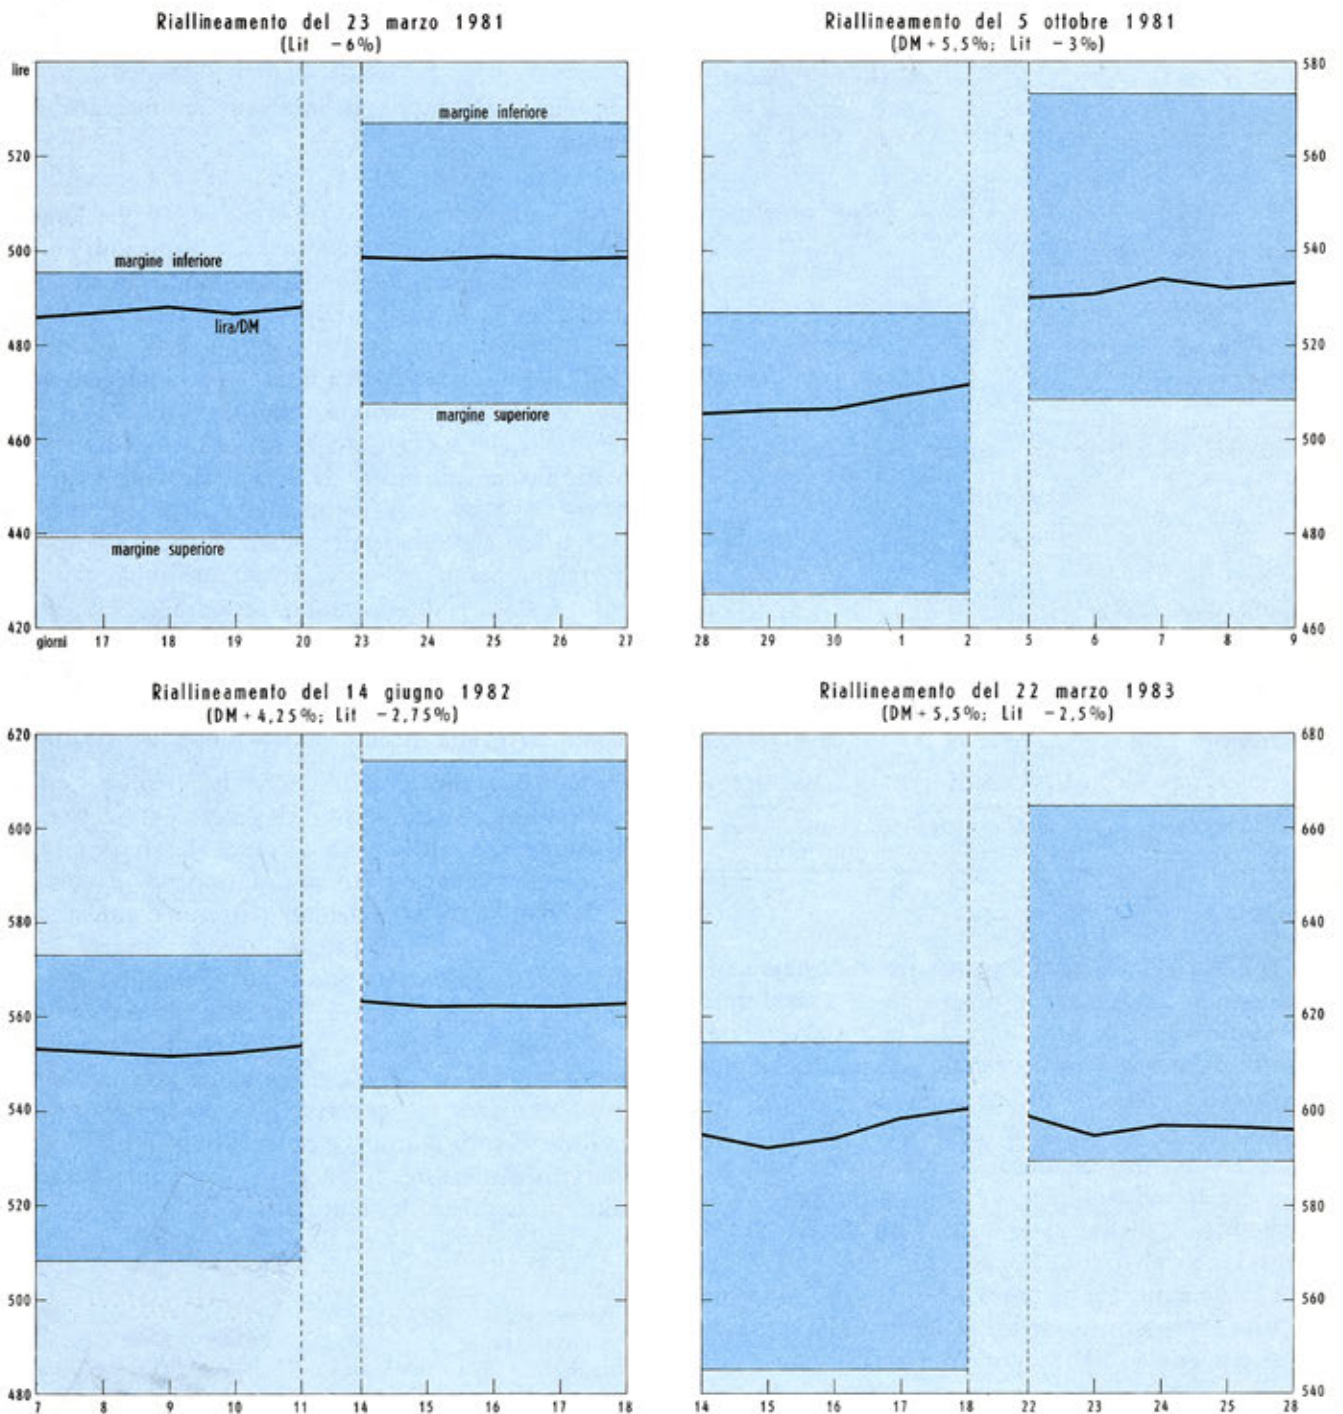 Riallineamento del 23 marzo 1981
(Lit -6%)
lire
520
500
480
460
440
420
margine inferiore
lira/DM
margine superiore
margine inferiore
margine superiore
giorni 17 18 19 20 23 24 25 26 27
Riallineamento del 5 ottobre 1981
(DM + 5,5%; Lit -3%)
580
560
540
520
500
480
460
28 29 30 1 2 5 6 7 8 9
Riallineamento del 14 giugno 1982
(DM + 4,25%; Lit -2,75%)
620
600
580
560
540
520
500
480
7 8 9 10 11 14 15 16 17 18
Riallineamento del 22 marzo 1983
(DM + 5,5%; Lit -2,5%)
680
660
640
620
600
580
560
540
14 15 16 17 18 22 23 24 25 28